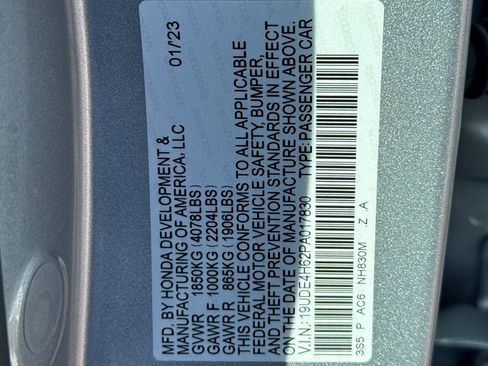 MFD. BY HONDA DEVELOPMENT & 01/23
MANUFACTURING OF AMERICA, LLC
GVWR 1850KG (4078LBS)
GAWR F 1000KG (2204LBS)
GAWR R 865KG (1906LBS)
THIS VEHICLE CONFORMS TO ALL APPLICABLE
FEDERAL MOTOR VEHICLE SAFETY, BUMPER,
AND THEFT PREVENTION STANDARDS IN EFFECT
ON THE DATE OF MANUFACTURE SHOWN ABOVE.
V.I.N.: 19UDE4H62PA017830 TYPE: PASSENGER CAR
3S5 P AC6 NH830M Z A